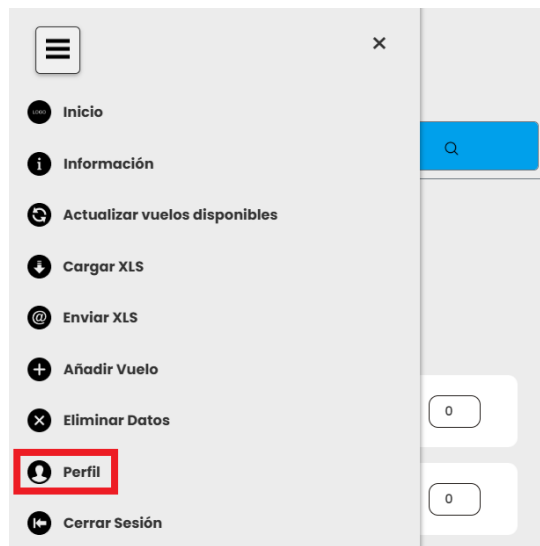 Inicio
Información
Actualizar vuelos disponibles
Cargar XLS
@ Enviar XLS
Añadir Vuelo
0
Eliminar Datos
Perfil
0
Cerrar Sesión